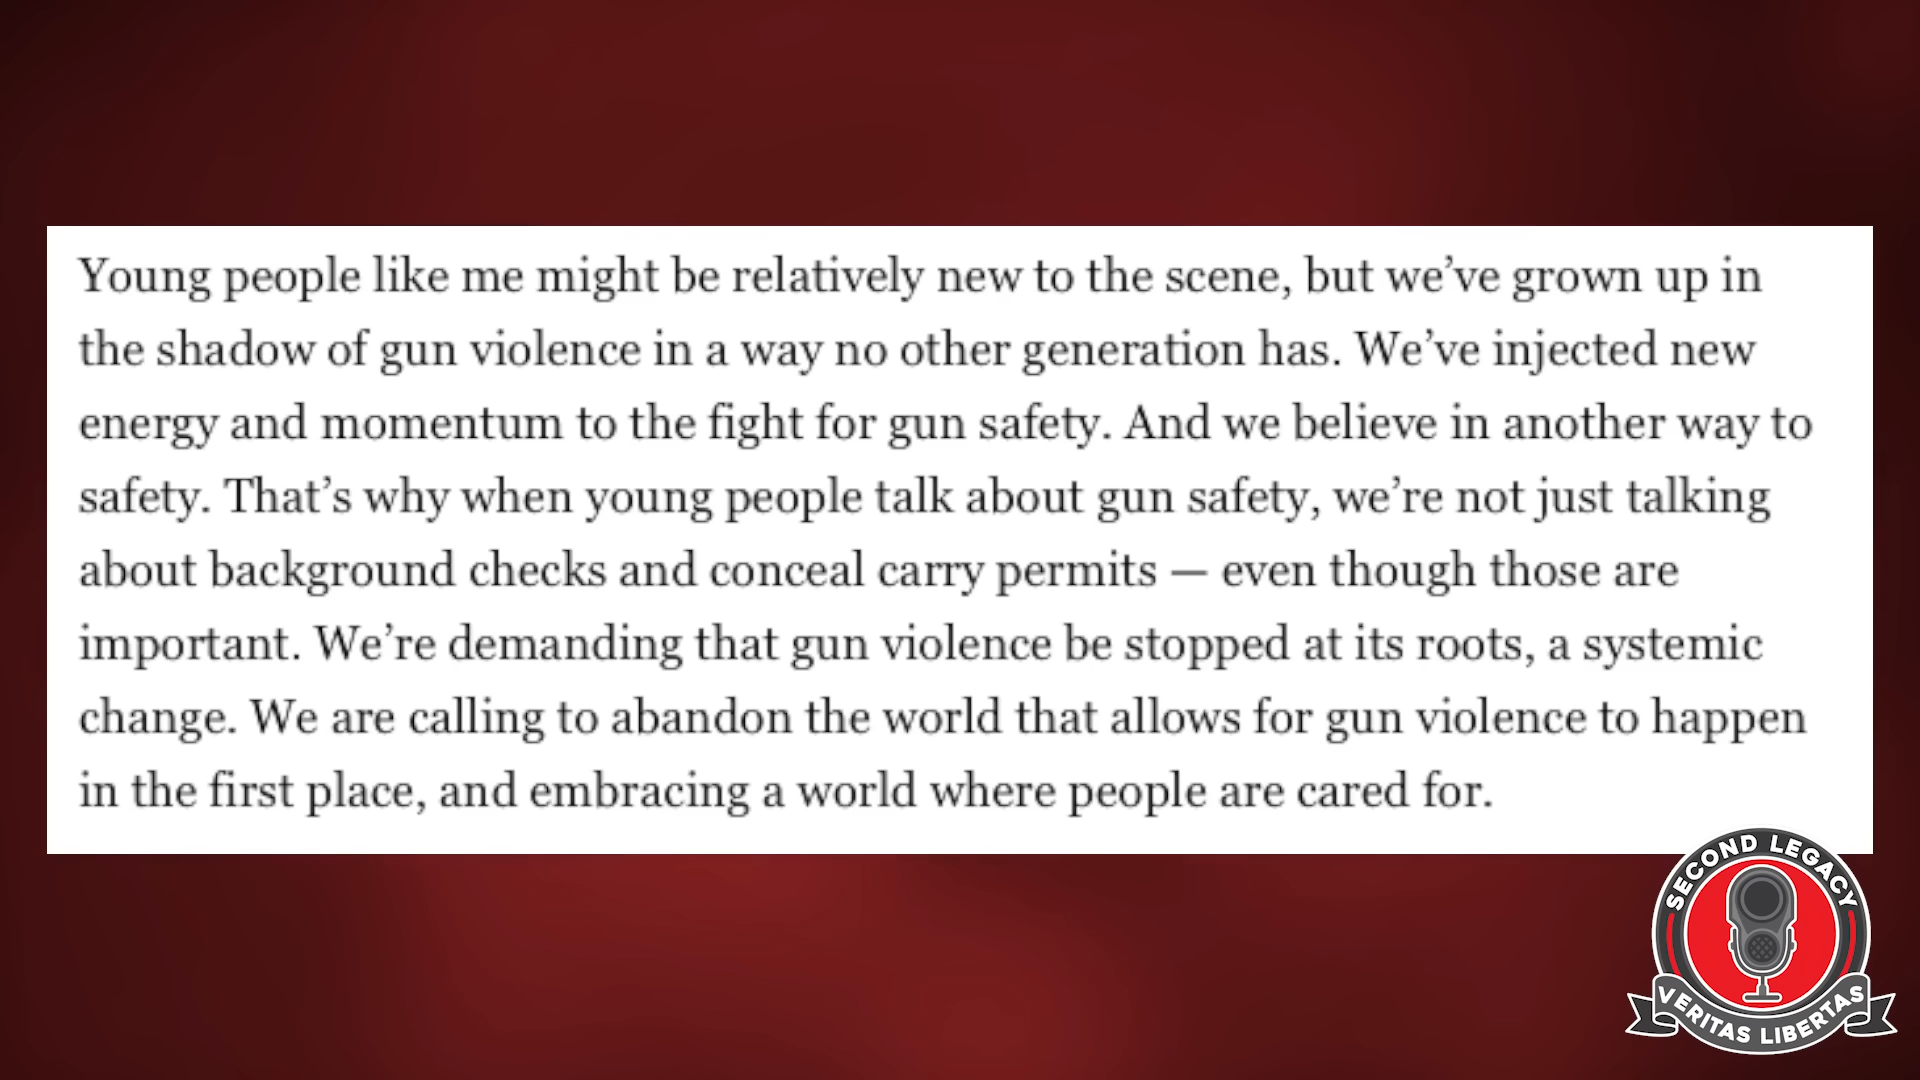 Young people like me might be relatively new to the scene, but we’ve grown up in
the shadow of gun violence in a way no other generation has. We’ve injected new
energy and momentum to the fight for gun safety. And we believe in another way to
safety. That’s why when young people talk about gun safety, we’re not just talking
about background checks and conceal carry permits — even though those are
important. We’re demanding that gun violence be stopped at its roots, a systemic
change. We are calling to abandon the world that allows for gun violence to happen
in the first place, and embracing a world where people are cared for.
SECOND LEGACY
VERITAS LIBERTAS